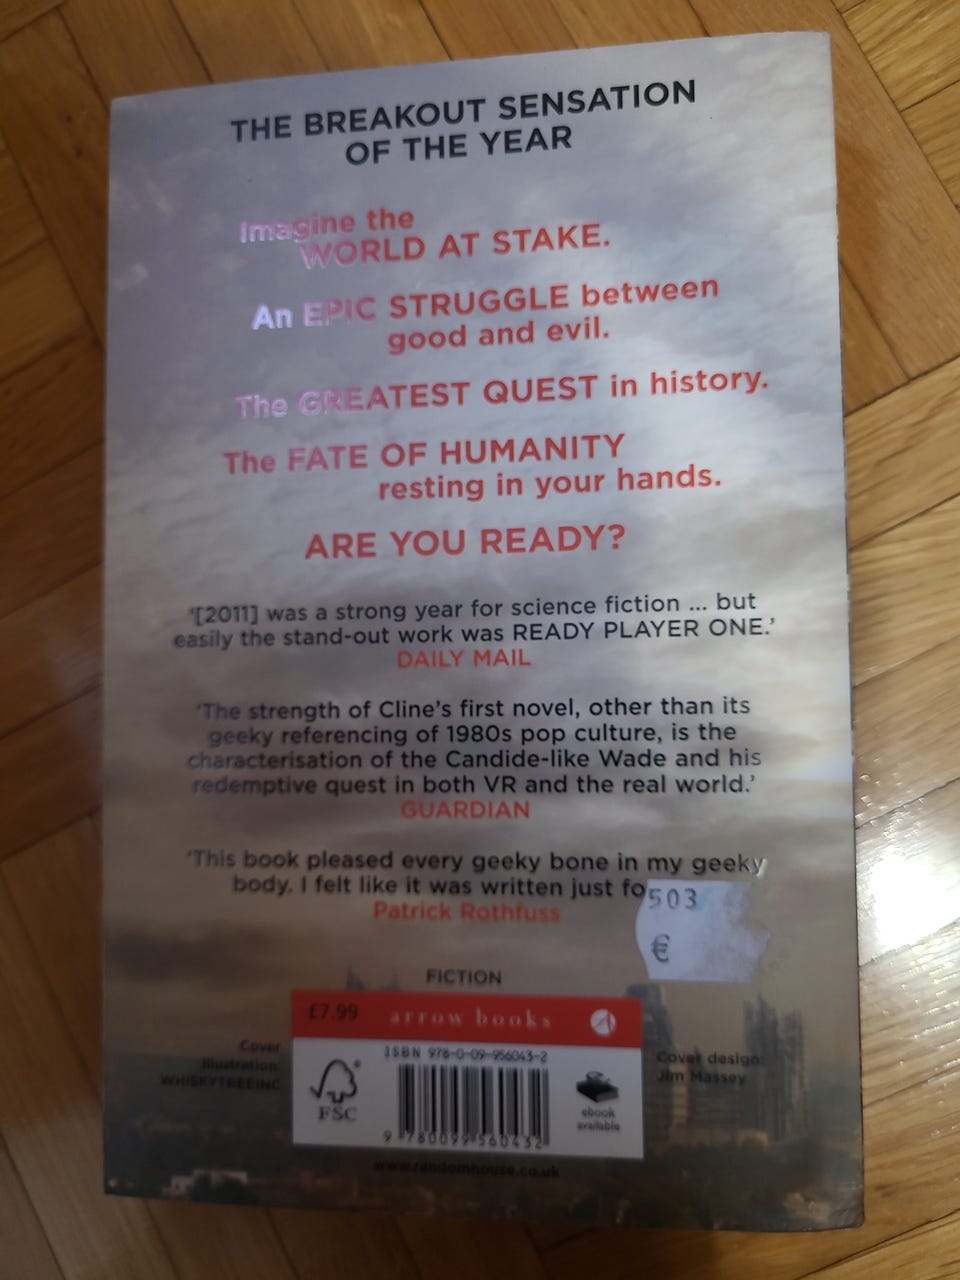 THE BREAKOUT SENSATION
OF THE YEAR
Imagine the
WORLD AT STAKE.
An EPIC STRUGGLE between
good and evil.
The GREATEST QUEST in history.
The FATE OF HUMANITY
resting in your hands.
ARE YOU READY?
'[2011] was a strong year for science fiction ... but
easily the stand-out work was READY PLAYER ONE.'
DAILY MAIL
'The strength of Cline's first novel, other than its
geeky referencing of 1980s pop culture, is the
characterisation of the Candide-like Wade and his
redemptive quest in both VR and the real world.'
GUARDIAN
'This book pleased every geeky bone in my geeky
body. I felt like it was written just fo
Patrick Rothfuss
503
€
FICTION
£7.99 arrow books
ISBN 978-0-09-956043-2
Cover
illustration:
WHISKYTREEINC
FSC
ebook
available
9 780099 560432
Cover design:
Jim Massey
www.randomhouse.co.uk